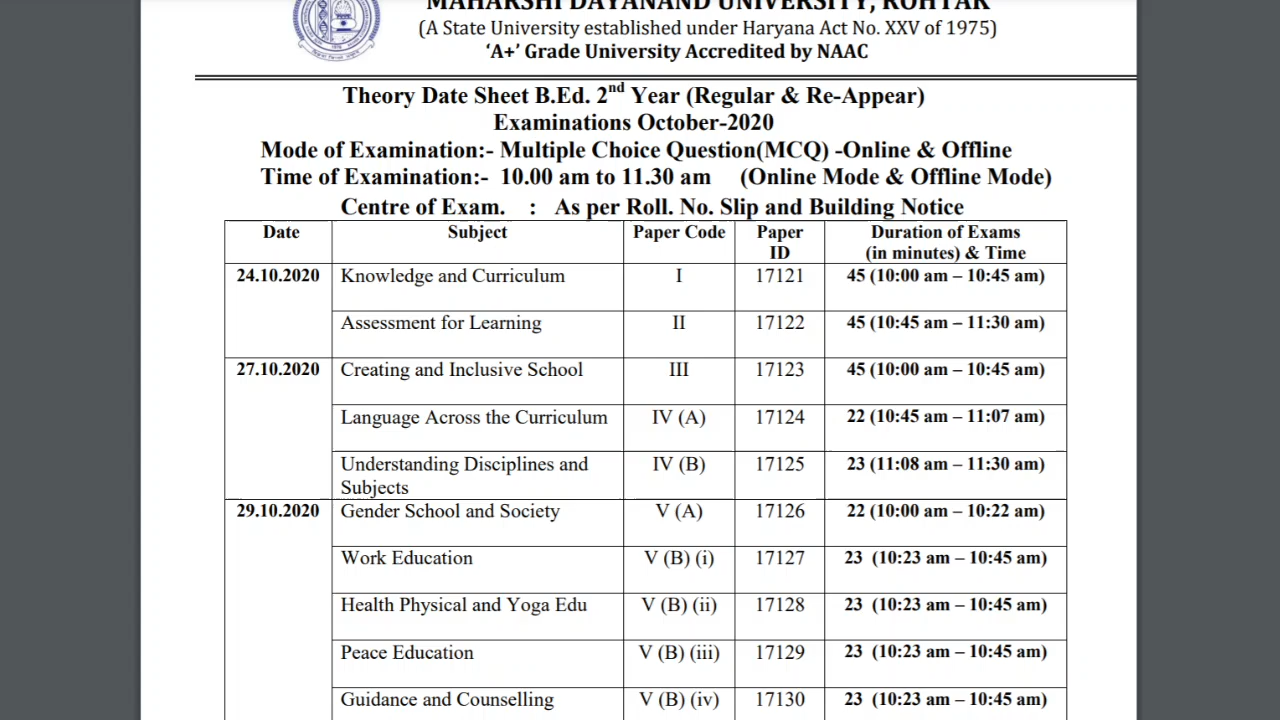 MAHARSHI DAYANAND UNIVERSITY, ROHTAK
(A State University established under Haryana Act No. XXV of 1975)
‘A+’ Grade University Accredited by NAAC
Theory Date Sheet B.Ed. 2nd Year (Regular & Re-Appear)
Examinations October-2020
Mode of Examination:- Multiple Choice Question(MCQ) -Online & Offline
Time of Examination:- 10.00 am to 11.30 am (Online Mode & Offline Mode)
Centre of Exam. : As per Roll. No. Slip and Building Notice
Date Subject Paper Code Paper ID Duration of Exams (in minutes) & Time
24.10.2020 Knowledge and Curriculum I 17121 45 (10:00 am – 10:45 am)
Assessment for Learning II 17122 45 (10:45 am – 11:30 am)
27.10.2020 Creating and Inclusive School III 17123 45 (10:00 am – 10:45 am)
Language Across the Curriculum IV (A) 17124 22 (10:45 am – 11:07 am)
Understanding Disciplines and IV (B) 17125 23 (11:08 am – 11:30 am)
Subjects
29.10.2020 Gender School and Society V (A) 17126 22 (10:00 am – 10:22 am)
Work Education V (B) (i) 17127 23 (10:23 am – 10:45 am)
Health Physical and Yoga Edu V (B) (ii) 17128 23 (10:23 am – 10:45 am)
Peace Education V (B) (iii) 17129 23 (10:23 am – 10:45 am)
Guidance and Counselling V (B) (iv) 17130 23 (10:23 am – 10:45 am)